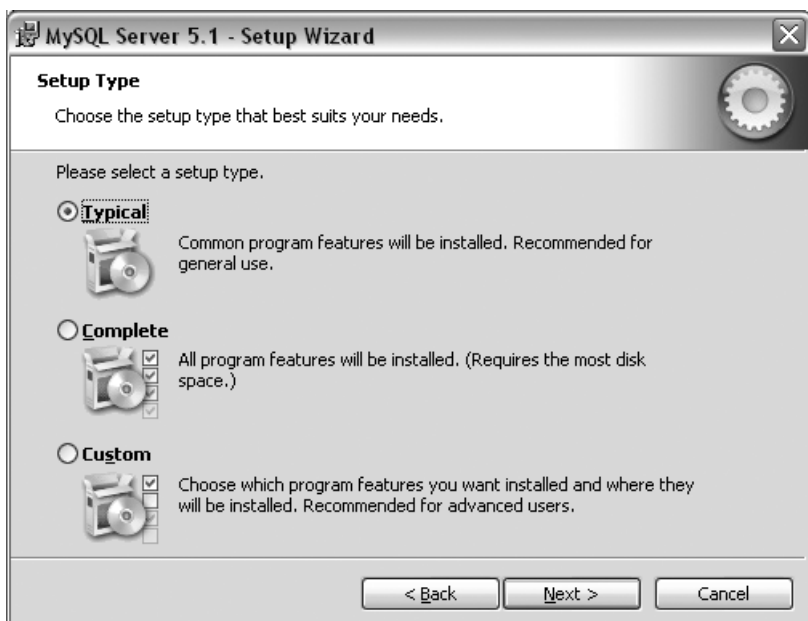 MySQL Server 5.1 - Setup Wizard
Setup Type
Choose the setup type that best suits your needs.
Please select a setup type.
Typical
Common program features will be installed. Recommended for
general use.
Complete
All program features will be installed. (Requires the most disk
space.)
Custom
Choose which program features you want installed and where they
will be installed. Recommended for advanced users.
< Back
Next >
Cancel